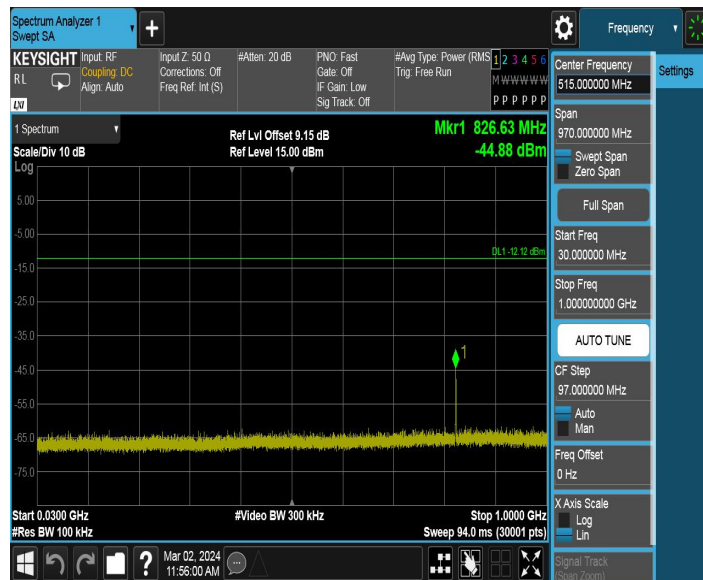 Spectrum Analyzer 1
Swept SA
+
Frequency
KEYSIGHT
RL
LXI
Input: RF
Coupling: DC
Align: Auto
Input Z: 50 Ω
Corrections: Off
Freq Ref: Int (S)
#Atten: 20 dB
PNO: Fast
Gate: Off
IF Gain: Low
Sig Track: Off
#Avg Type: Power (RMS
Trig: Free Run
1 2 3 4 5 6
M W W W W W
P P P P P P
Center Frequency
515.000000 MHz
Settings
1 Spectrum
Scale/Div 10 dB
Ref Lvl Offset 9.15 dB
Ref Level 15.00 dBm
Mkr1 826.63 MHz
-44.88 dBm
Log
5.00
-5.00
-15.0
-25.0
-35.0
-45.0
-55.0
-65.0
-75.0
DL1 -12.12 dBm
1
Span
970.000000 MHz
Swept Span
Zero Span
Full Span
Start Freq
30.000000 MHz
Stop Freq
1.000000000 GHz
AUTO TUNE
CF Step
97.000000 MHz
Auto
Man
Freq Offset
0 Hz
X Axis Scale
Log
Lin
Signal Track
(Span Zoom)
Start 0.0300 GHz
#Res BW 100 kHz
#Video BW 300 kHz
Stop 1.0000 GHz
Sweep 94.0 ms (30001 pts)
?
Mar 02, 2024
11:56:00 AM